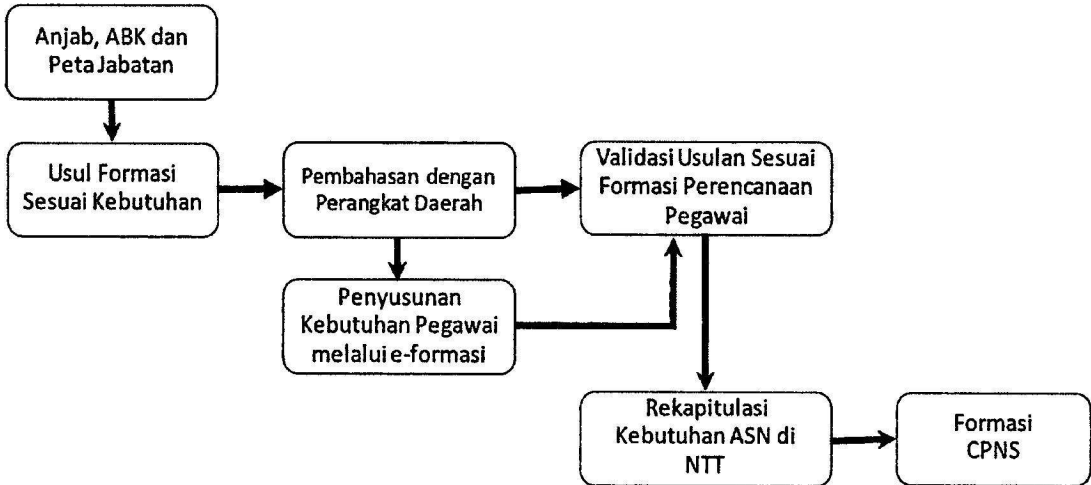 Anjab, ABK dan
Peta Jabatan
Usul Formasi
Sesuai Kebutuhan
Pembahasan dengan
Perangkat Daerah
Validasi Usulan Sesuai
Formasi Perencanaan
Pegawai
Penyusunan
Kebutuhan Pegawai
melalui e-formasi
Rekapitulasi
Kebutuhan ASN di
NTT
Formasi
CPNS